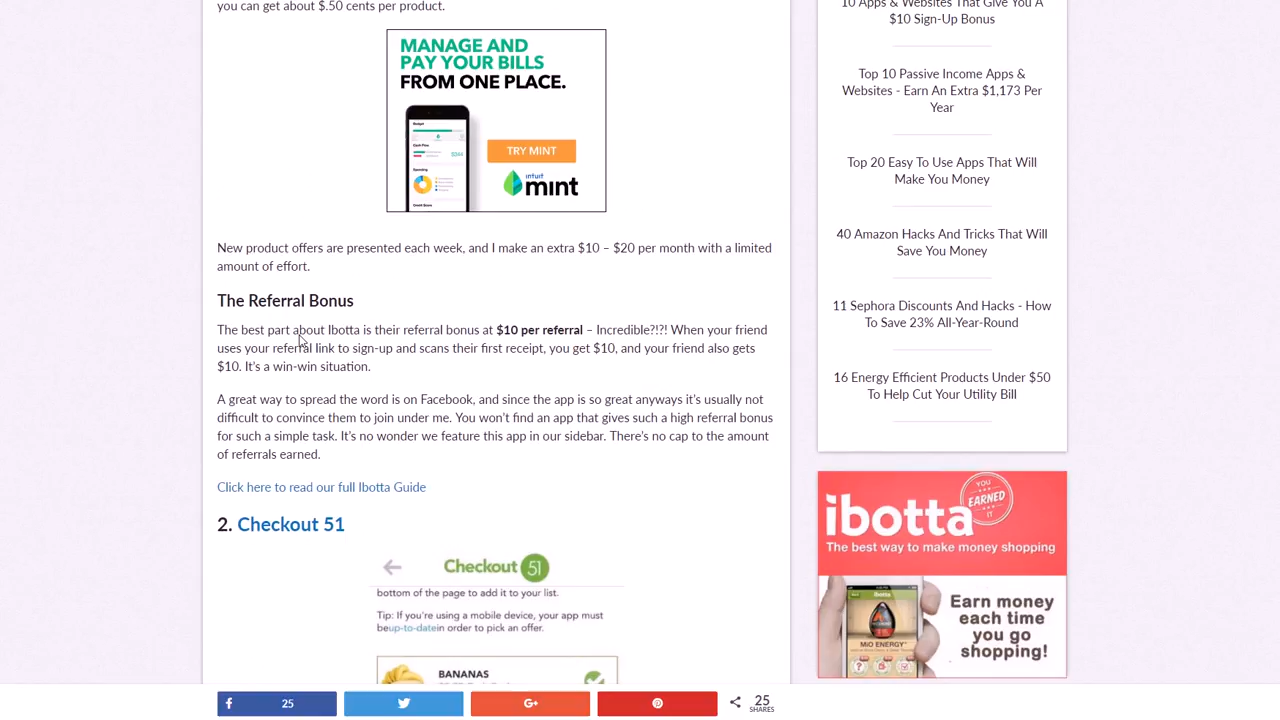 you can get about $.50 cents per product.
MANAGE AND
PAY YOUR BILLS
FROM ONE PLACE.
TRY MINT
intuit
mint
New product offers are presented each week, and I make an extra $10 – $20 per month with a limited
amount of effort.
The Referral Bonus
The best part about Ibotta is their referral bonus at $10 per referral – Incredible?!?! When your friend
uses your referral link to sign-up and scans their first receipt, you get $10, and your friend also gets
$10. It's a win-win situation.
A great way to spread the word is on Facebook, and since the app is so great anyways it's usually not
difficult to convince them to join under me. You won't find an app that gives such a high referral bonus
for such a simple task. It's no wonder we feature this app in our sidebar. There's no cap to the amount
of referrals earned.
Click here to read our full Ibotta Guide
2. Checkout 51
Checkout 51
bottom of the page to add it to your list.
Tip: If you're using a mobile device, your app must
beup-to-datein order to pick an offer.
BANANAS
10 Apps & Websites That Give You A
$10 Sign-Up Bonus
Top 10 Passive Income Apps &
Websites - Earn An Extra $1,173 Per
Year
Top 20 Easy To Use Apps That Will
Make You Money
40 Amazon Hacks And Tricks That Will
Save You Money
11 Sephora Discounts And Hacks - How
To Save 23% All-Year-Round
16 Energy Efficient Products Under $50
To Help Cut Your Utility Bill
YOU
EARNED
IT
ibotta
The best way to make money shopping
ibotta
MiO ENERGY
Earn money
each time
you go
shopping!
25
G+
25
SHARES